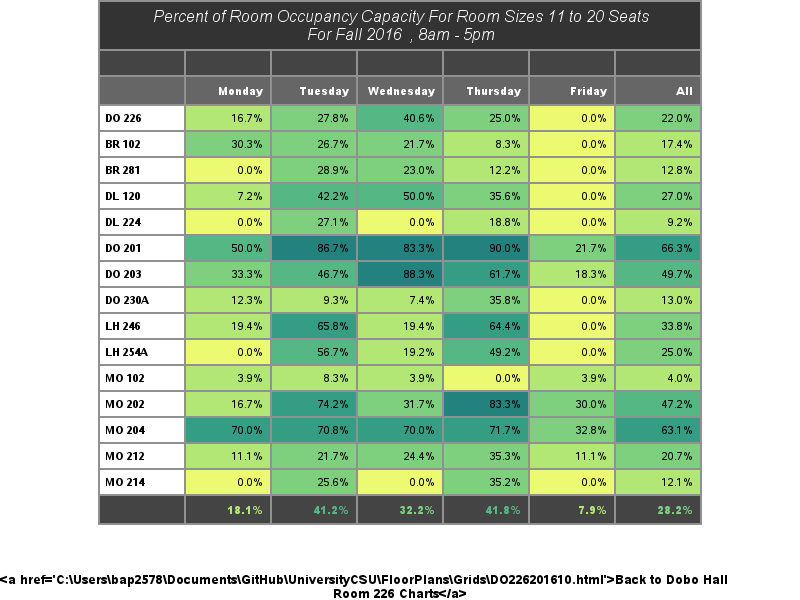 Percent of Room Occupancy Capacity For Room Sizes 11 to 20 Seats
For Fall 2016 , 8am - 5pm
Monday Tuesday Wednesday Thursday Friday All
DO 226 16.7% 27.8% 40.6% 25.0% 0.0% 22.0%
BR 102 30.3% 26.7% 21.7% 8.3% 0.0% 17.4%
BR 281 0.0% 28.9% 23.0% 12.2% 0.0% 12.8%
DL 120 7.2% 42.2% 50.0% 35.6% 0.0% 27.0%
DL 224 0.0% 27.1% 0.0% 18.8% 0.0% 9.2%
DO 201 50.0% 86.7% 83.3% 90.0% 21.7% 66.3%
DO 203 33.3% 46.7% 88.3% 61.7% 18.3% 49.7%
DO 230A 12.3% 9.3% 7.4% 35.8% 0.0% 13.0%
LH 246 19.4% 65.8% 19.4% 64.4% 0.0% 33.8%
LH 254A 0.0% 56.7% 19.2% 49.2% 0.0% 25.0%
MO 102 3.9% 8.3% 3.9% 0.0% 3.9% 4.0%
MO 202 16.7% 74.2% 31.7% 83.3% 30.0% 47.2%
MO 204 70.0% 70.8% 70.0% 71.7% 32.8% 63.1%
MO 212 11.1% 21.7% 24.4% 35.3% 11.1% 20.7%
MO 214 0.0% 25.6% 0.0% 35.2% 0.0% 12.1%
18.1% 41.2% 32.2% 41.8% 7.9% 28.2%
<a href='C:\Users\bap2578\Documents\GitHub\UniversityCSU\FloorPlans\Grids\DO226201610.html'>Back to Dobo Hall
Room 226 Charts</a>